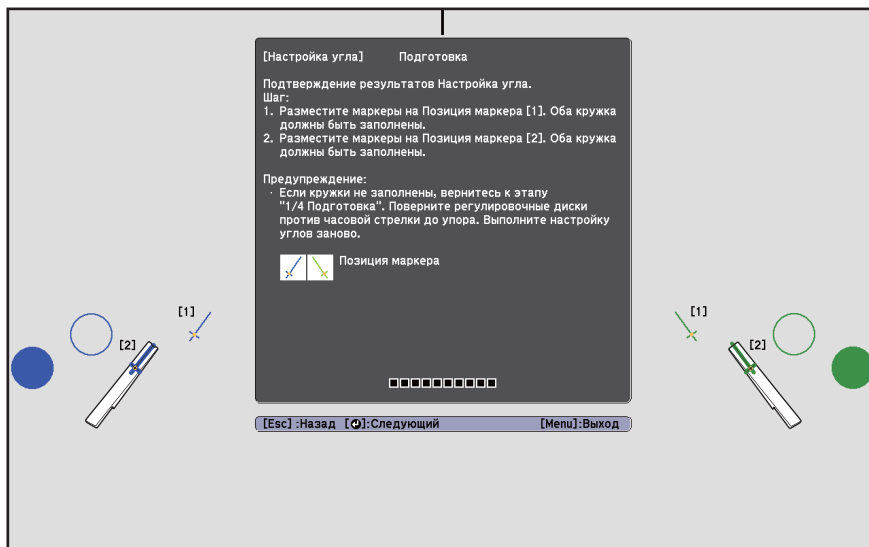 [Настройка угла] Подготовка
Подтверждение результатов Настройка угла.
Шаг:
1. Разместите маркеры на Позиция маркера [1]. Оба кружка
должны быть заполнены.
2. Разместите маркеры на Позиция маркера [2]. Оба кружка
должны быть заполнены.
Предупреждение:
· Если кружки не заполнены, вернитесь к этапу
"1/4 Подготовка". Поверните регулировочные диски
против часовой стрелки до упора. Выполните настройку
углов заново.
Позиция маркера
[1]
[2]
[1]
[2]
[Esc] :Назад [↵]:Следующий [Menu]:Выход